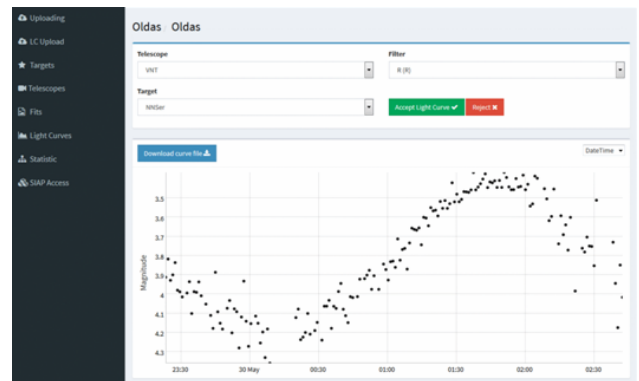 Uploading
LC Upload
Targets
Telescopes
Fits
Light Curves
Statistic
SIAP Access
Oldas / Oldas
Telescope
VNT
Filter
R (R)
Target
NNSer
Accept Light Curve
Reject
Download curve file
DateTime
Magnitude
3.5
3.6
3.7
3.8
3.9
4
4.1
4.2
4.3
23:30
30 May
00:30
01:00
01:30
02:00
02:30